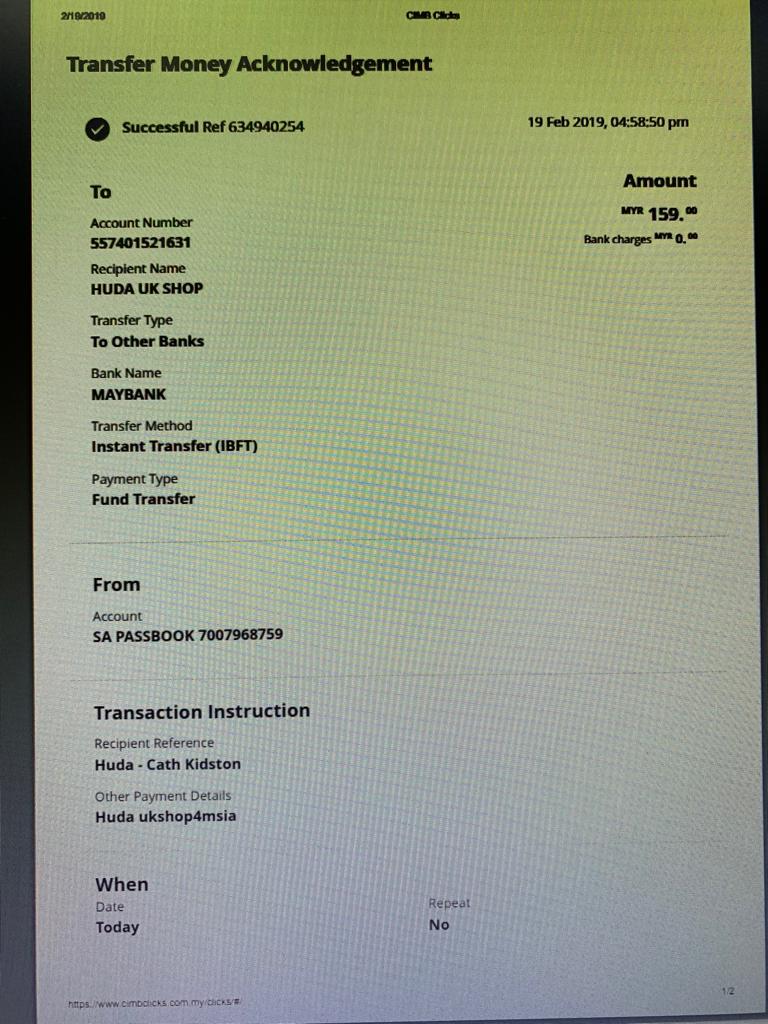 2/19/2019 CIMB Clicks
Transfer Money Acknowledgement
Successful Ref 634940254 19 Feb 2019, 04:58:50 pm
To
Amount
MYR 159.00
Bank charges MYR 0.00
Account Number
557401521631
Recipient Name
HUDA UK SHOP
Transfer Type
To Other Banks
Bank Name
MAYBANK
Transfer Method
Instant Transfer (IBFT)
Payment Type
Fund Transfer
From
Account
SA PASSBOOK 7007968759
Transaction Instruction
Recipient Reference
Huda - Cath Kidston
Other Payment Details
Huda ukshop4msia
When
Date Repeat
Today No
https://www.cimbclicks.com.my/clicks/#/ 1/2